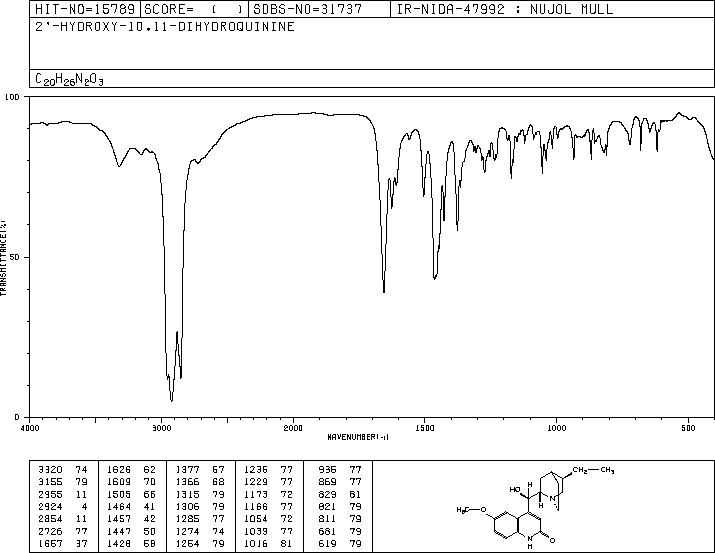 HIT-NO=15789 SCORE= ( ) SDBS-NO=31737 IR-NIDA-47992 : NUJOL MULL
2'-HYDROXY-10,11-DIHYDROQUININE
C20H26N2O3
100
50
0
TRANSMITTANCE(%)
4000 3000 2000 1500 1000 500
WAVENUMBER(-1)
3320 74 1626 62 1377 57 1236 77 936 77
3155 79 1609 70 1366 68 1229 77 869 77
2955 11 1505 66 1315 79 1173 72 829 81
2924 4 1464 41 1306 79 1166 77 821 79
2854 11 1457 42 1285 77 1054 72 811 79
2726 77 1447 50 1274 74 1039 77 681 79
1657 37 1428 58 1254 79 1016 81 619 79
CH2 CH3
HO H
H N
H3C O
N
H
O